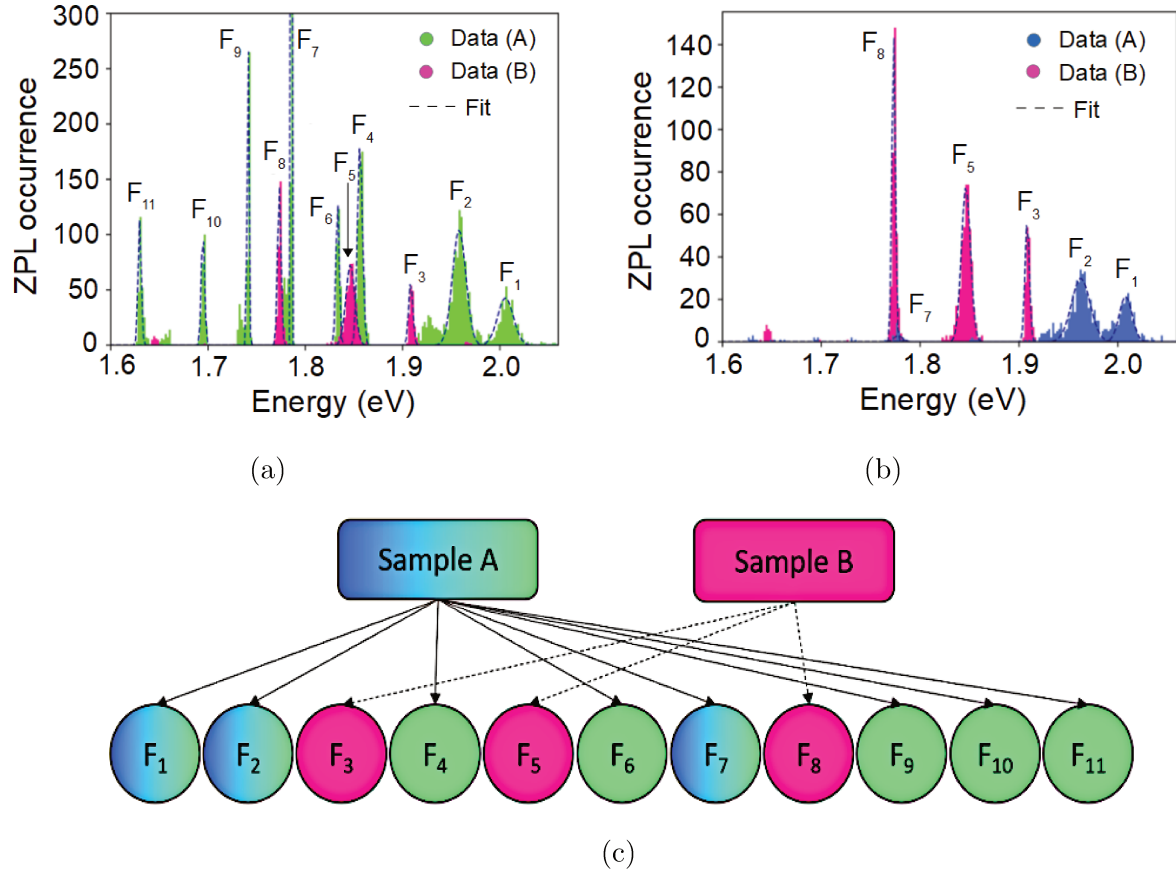 300
250
200
150
100
50
0
ZPL occurrence
F₁₁
F₁₀
F₉
F₈
F₇
F₆
F₅
F₄
F₃
F₂
F₁
Data (A)
Data (B)
Fit
1.6 1.7 1.8 1.9 2.0
Energy (eV)
(a)
140
120
100
80
60
40
20
0
ZPL occurrence
F₈
F₇
F₅
F₃
F₂
F₁
Data (A)
Data (B)
Fit
1.6 1.7 1.8 1.9 2.0
Energy (eV)
(b)
Sample A Sample B
F₁ F₂ F₃ F₄ F₅ F₆ F₇ F₈ F₉ F₁₀ F₁₁
(c)